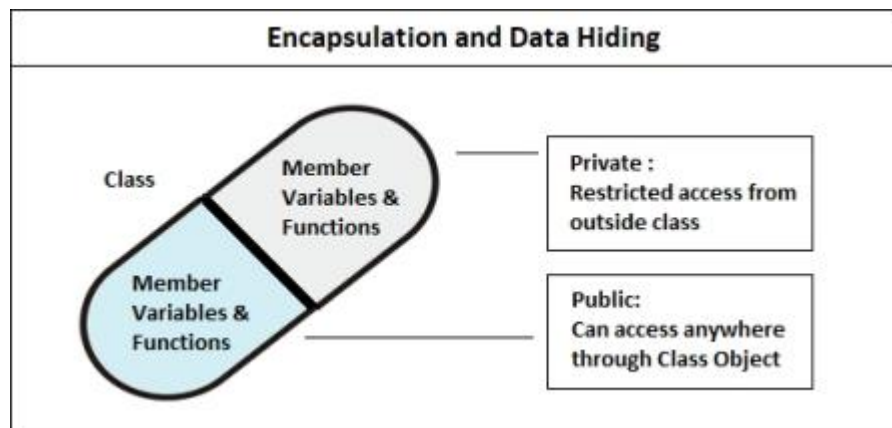 Encapsulation and Data Hiding
Class
Member
Variables &
Functions
Member
Variables &
Functions
Private :
Restricted access from
outside class
Public:
Can access anywhere
through Class Object